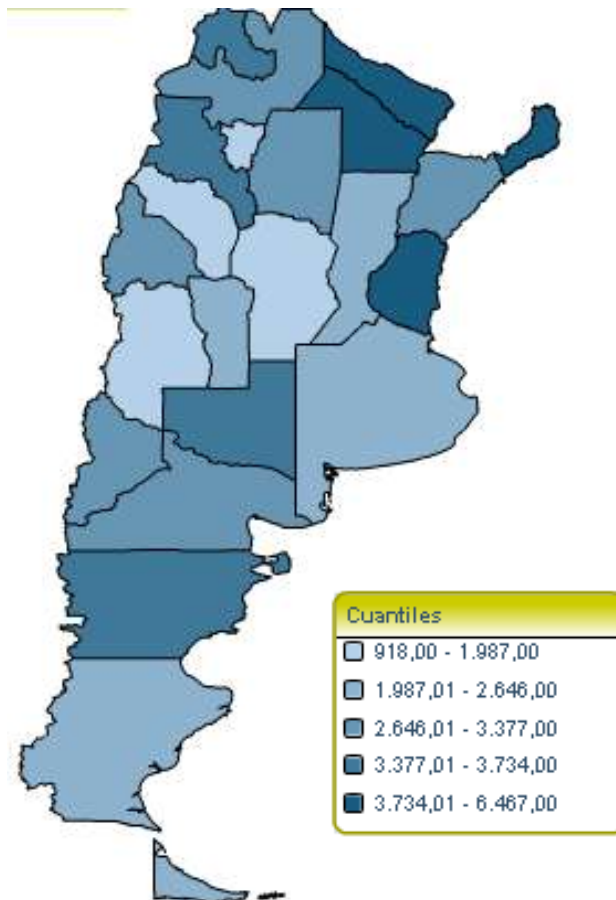 Cuantiles
918,00 - 1.987,00
1.987,01 - 2.646,00
2.646,01 - 3.377,00
3.377,01 - 3.734,00
3.734,01 - 6.467,00